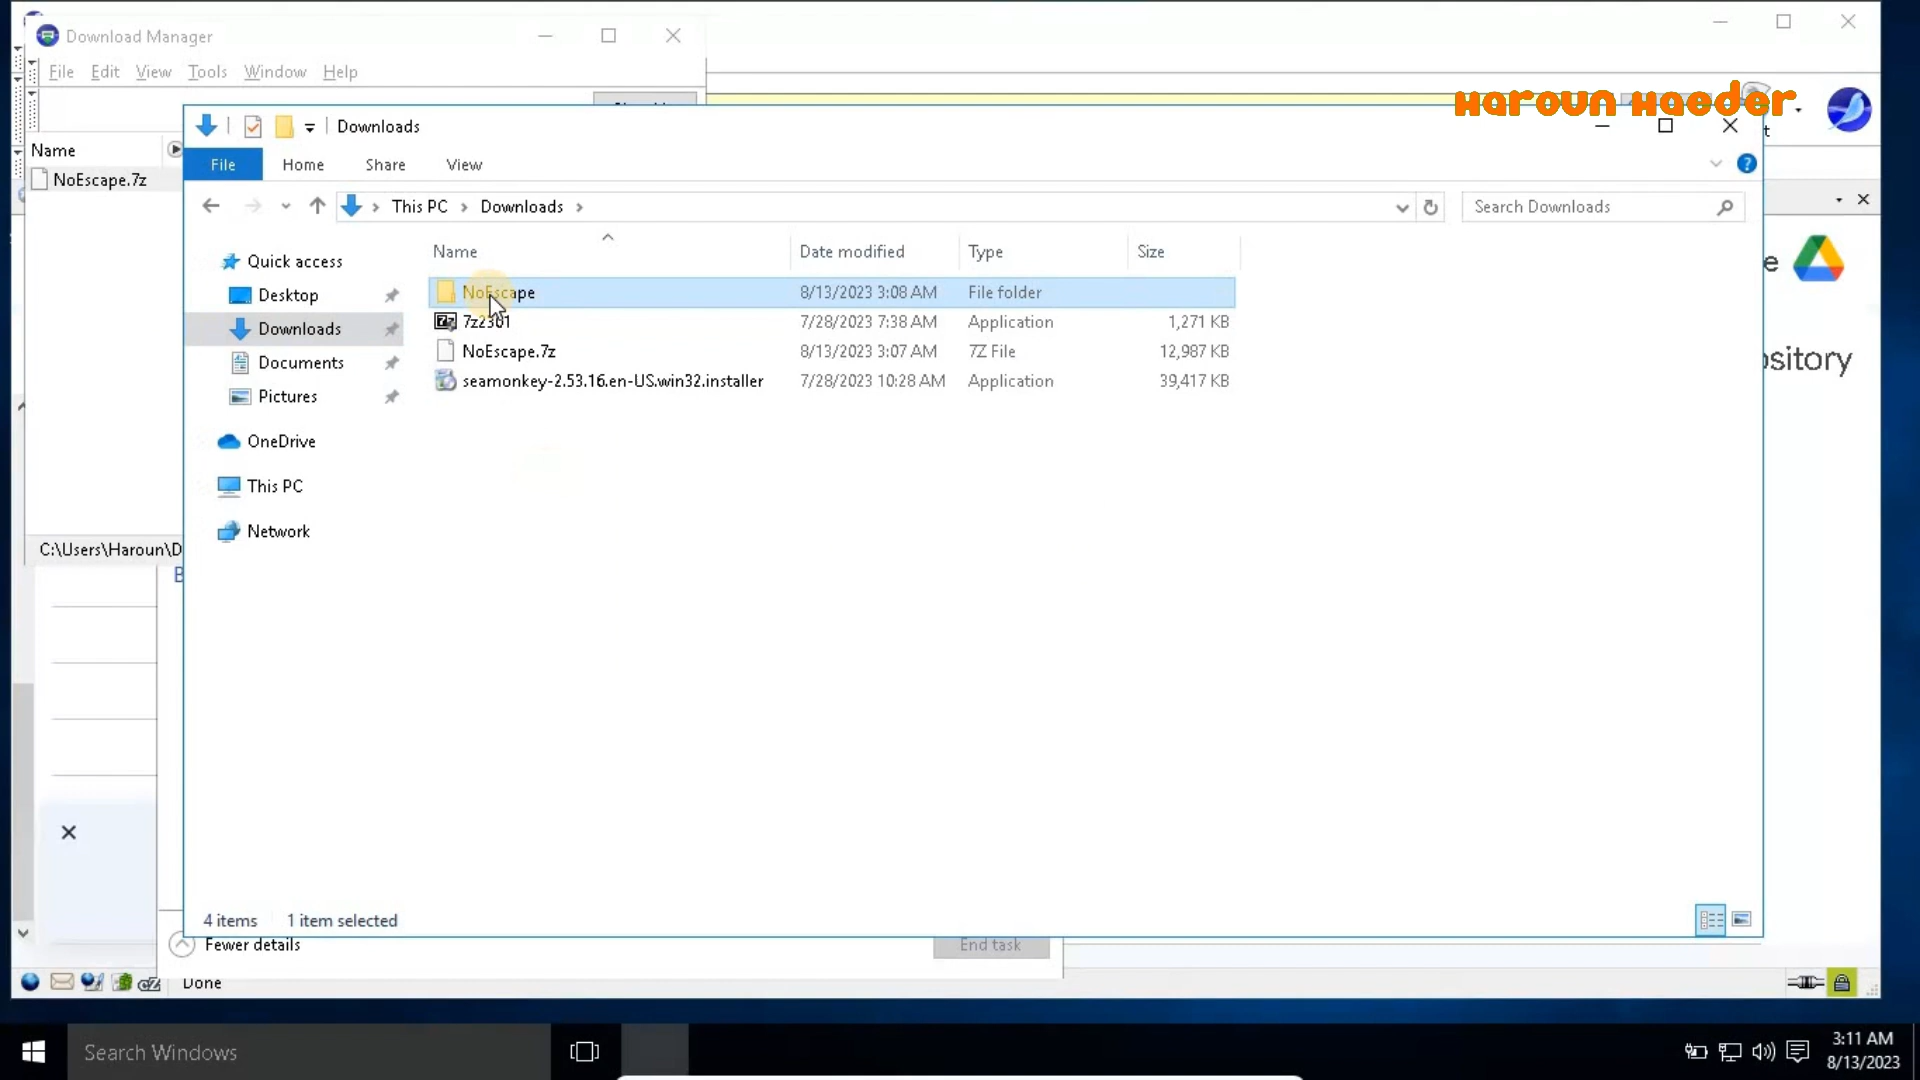 Download Manager
File Edit View Tools Window Help
Haroun Haeder
Downloads
Name
NoEscape.7z
File Home Share View
This PC Downloads
Search Downloads
Name Date modified Type Size
Quick access
Desktop
Downloads
Documents
Pictures
OneDrive
This PC
Network
NoEscape 8/13/2023 3:08 AM File folder
7z2301 7/28/2023 7:38 AM Application 1,271 KB
NoEscape.7z 8/13/2023 3:07 AM 7Z File 12,987 KB
seamonkey-2.53.16.en-US.win32.installer 7/28/2023 10:28 AM Application 39,417 KB
e
ository
C:\Users\Haroun\D
4 items 1 item selected
Fewer details
End task
Done
Search Windows
3:11 AM
8/13/2023